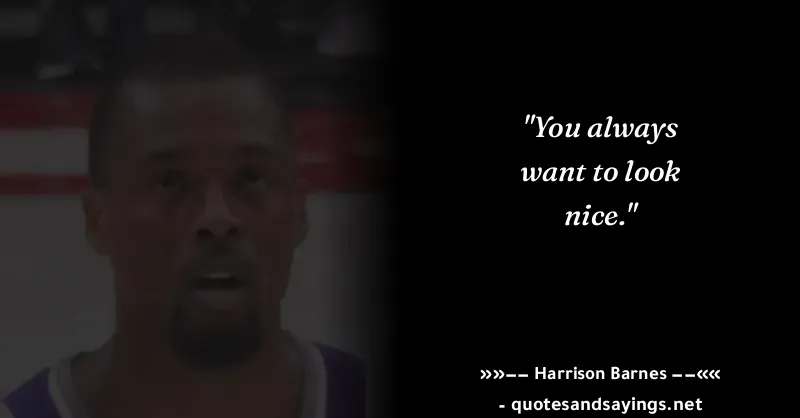 "You always
want to look
nice."
»»−− Harrison Barnes −−««
- quotesandsayings.net